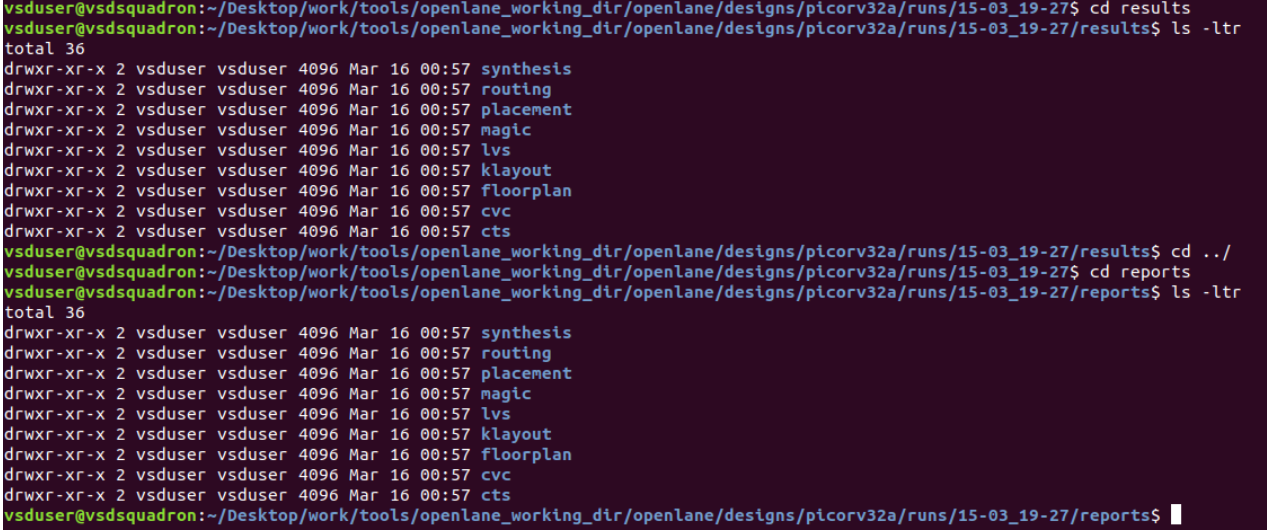 vsduser@vsdsquadron:~/Desktop/work/tools/openlane_working_dir/openlane/designs/picorv32a/runs/15-03_19-27$ cd results
vsduser@vsdsquadron:~/Desktop/work/tools/openlane_working_dir/openlane/designs/picorv32a/runs/15-03_19-27/results$ ls -ltr
total 36
drwxr-xr-x 2 vsduser vsduser 4096 Mar 16 00:57 synthesis
drwxr-xr-x 2 vsduser vsduser 4096 Mar 16 00:57 routing
drwxr-xr-x 2 vsduser vsduser 4096 Mar 16 00:57 placement
drwxr-xr-x 2 vsduser vsduser 4096 Mar 16 00:57 magic
drwxr-xr-x 2 vsduser vsduser 4096 Mar 16 00:57 lvs
drwxr-xr-x 2 vsduser vsduser 4096 Mar 16 00:57 klayout
drwxr-xr-x 2 vsduser vsduser 4096 Mar 16 00:57 floorplan
drwxr-xr-x 2 vsduser vsduser 4096 Mar 16 00:57 cvc
drwxr-xr-x 2 vsduser vsduser 4096 Mar 16 00:57 cts
vsduser@vsdsquadron:~/Desktop/work/tools/openlane_working_dir/openlane/designs/picorv32a/runs/15-03_19-27/results$ cd ../
vsduser@vsdsquadron:~/Desktop/work/tools/openlane_working_dir/openlane/designs/picorv32a/runs/15-03_19-27$ cd reports
vsduser@vsdsquadron:~/Desktop/work/tools/openlane_working_dir/openlane/designs/picorv32a/runs/15-03_19-27/reports$ ls -ltr
total 36
drwxr-xr-x 2 vsduser vsduser 4096 Mar 16 00:57 synthesis
drwxr-xr-x 2 vsduser vsduser 4096 Mar 16 00:57 routing
drwxr-xr-x 2 vsduser vsduser 4096 Mar 16 00:57 placement
drwxr-xr-x 2 vsduser vsduser 4096 Mar 16 00:57 magic
drwxr-xr-x 2 vsduser vsduser 4096 Mar 16 00:57 lvs
drwxr-xr-x 2 vsduser vsduser 4096 Mar 16 00:57 klayout
drwxr-xr-x 2 vsduser vsduser 4096 Mar 16 00:57 floorplan
drwxr-xr-x 2 vsduser vsduser 4096 Mar 16 00:57 cvc
drwxr-xr-x 2 vsduser vsduser 4096 Mar 16 00:57 cts
vsduser@vsdsquadron:~/Desktop/work/tools/openlane_working_dir/openlane/designs/picorv32a/runs/15-03_19-27/reports$